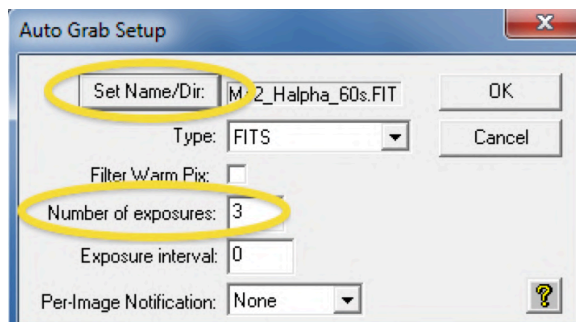 Auto Grab Setup
Set Name/Dir: 2_Halpha_60s.FIT OK
Type: FITS Cancel
Filter Warm Pix:
Number of exposures: 3
Exposure interval: 0
Per-Image Notification: None ?